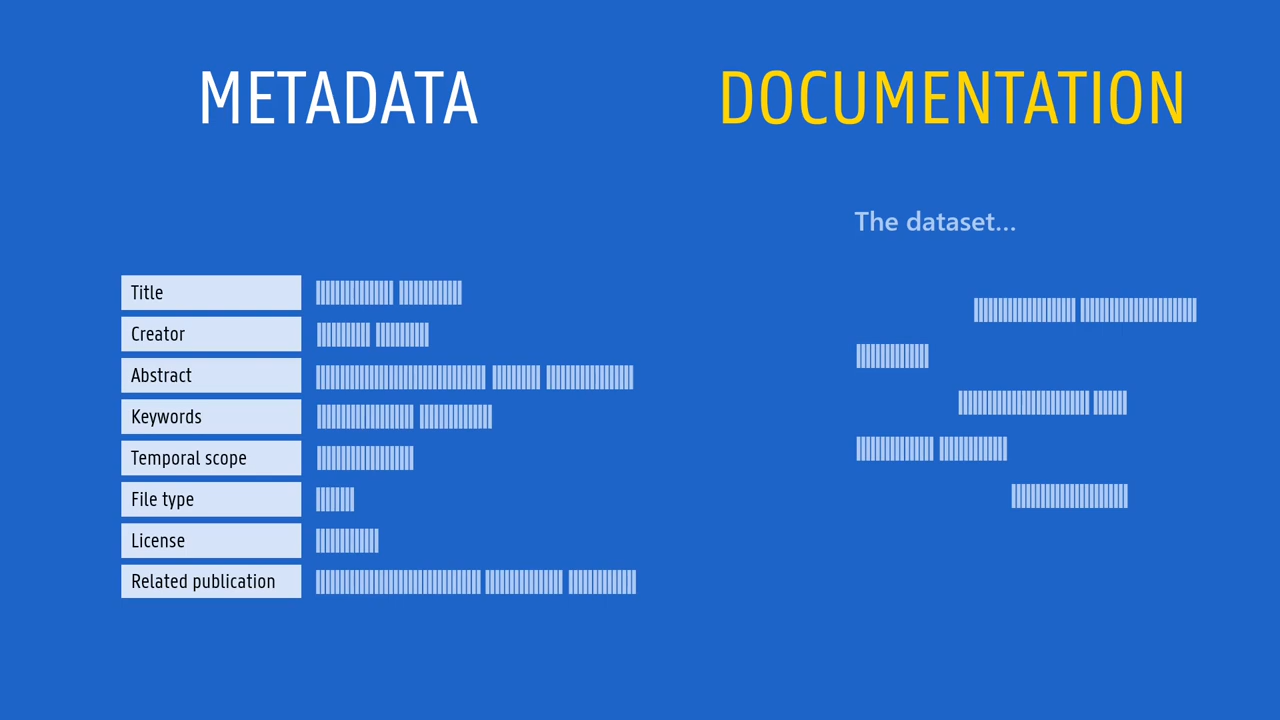 METADATA
DOCUMENTATION
The dataset...
Title
Creator
Abstract
Keywords
Temporal scope
File type
License
Related publication